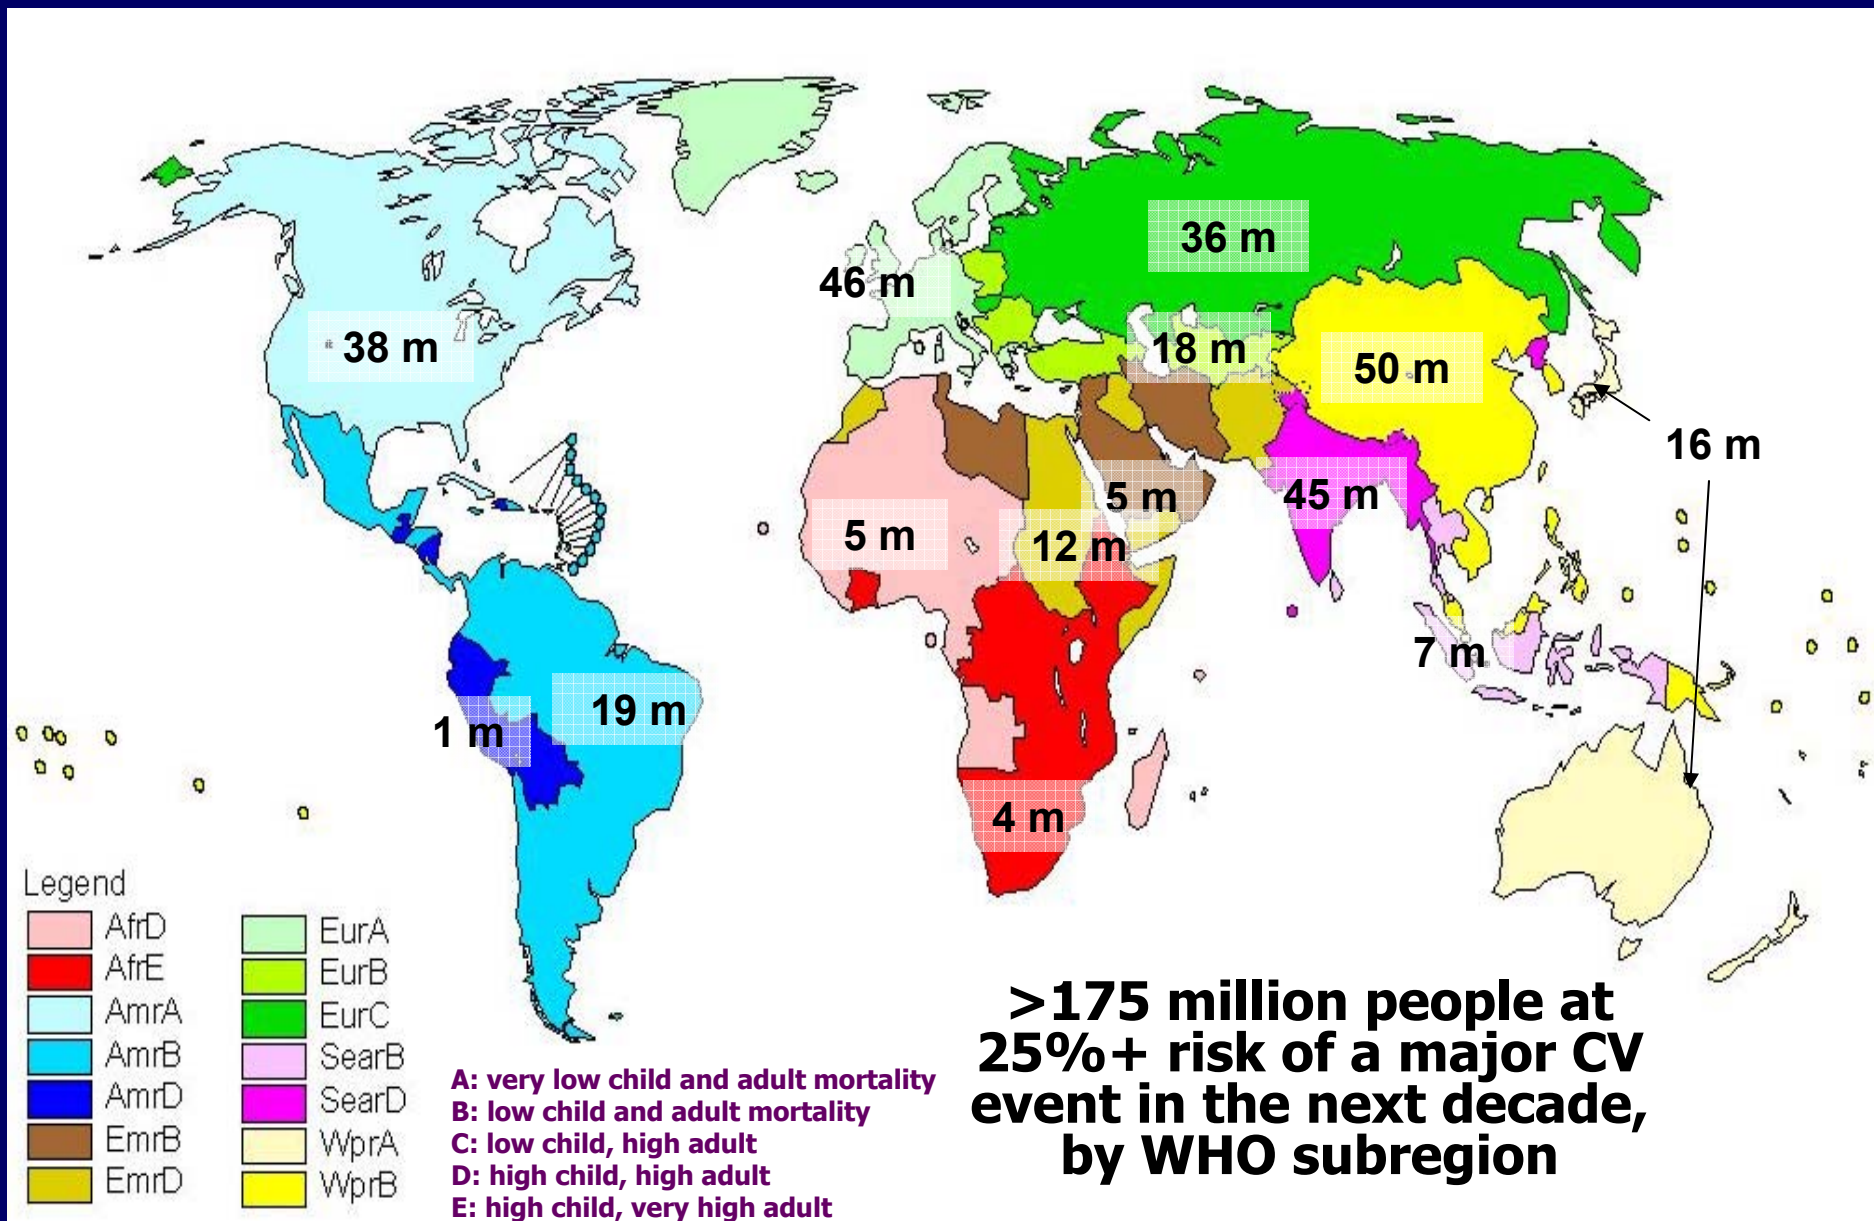 38 m
46 m
36 m
18 m
50 m
16 m
5 m
45 m
5 m
12 m
7 m
1 m
19 m
4 m
Legend
AfrD
AfrE
AmrA
AmrB
AmrD
EmrB
EmrD
EurA
EurB
EurC
SearB
SearD
WprA
WprB
A: very low child and adult mortality
B: low child and adult mortality
C: low child, high adult
D: high child, high adult
E: high child, very high adult
>175 million people at
25%+ risk of a major CV
event in the next decade,
by WHO subregion